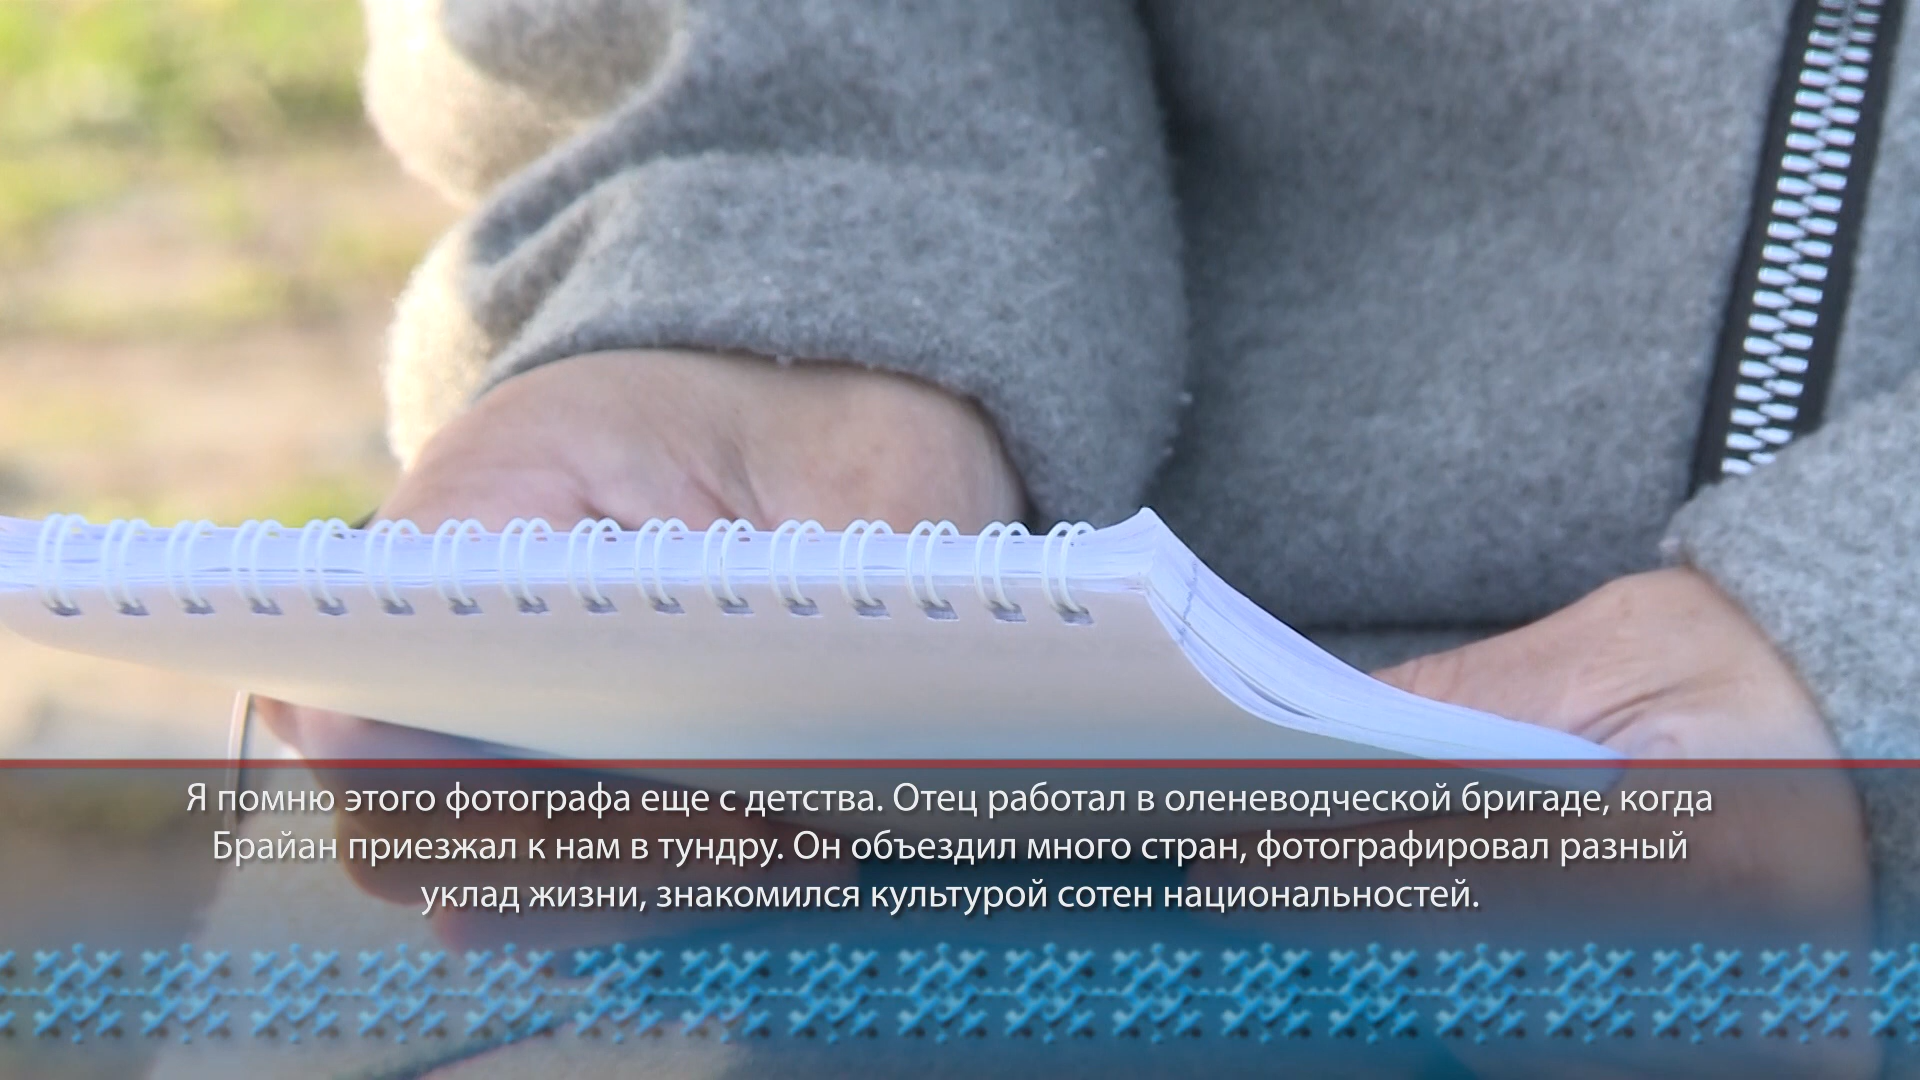 Я помню этого фотографа еще с детства. Отец работал в оленеводческой бригаде, когда
Брайан приезжал к нам в тундру. Он объездил много стран, фотографировал разный
уклад жизни, знакомился культурой сотен национальностей.